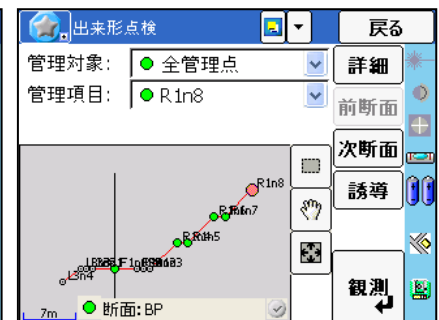 出来形点検
戻る
管理対象: 全管理点
詳細
管理項目: R1n8
前断面
次断面
誘導
R1n8
L3n4
7m
断面:BP
観測